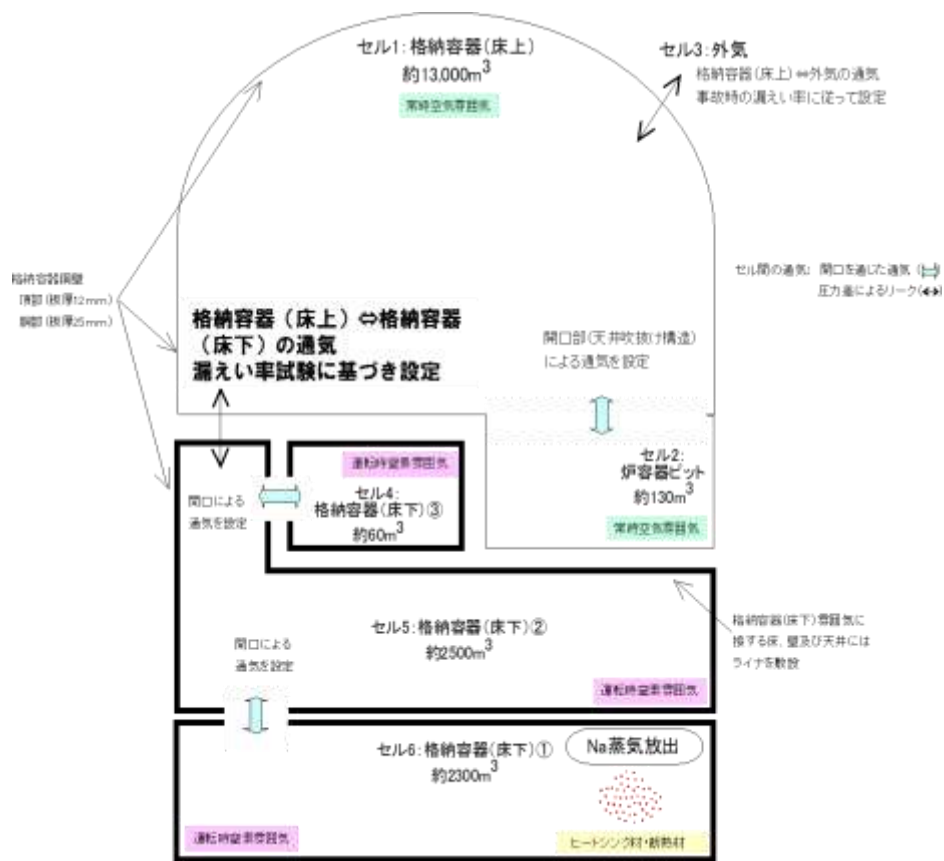 セル1:格納容器(床上)
約13,000m3
常時空気雰囲気
セル3:外気
格納容器(床上)⇔外気の通気
事故時の漏えい率に従って設定
格納容器鋼壁
頂部(板厚12mm)
胴部(板厚25mm)
セル間の通気: 開口を通じた通気(⇔)
圧力差によるリーク(↔)
格納容器(床上)⇔格納容器
(床下)の通気
漏えい率試験に基づき設定
開口部(天井吹抜け構造)
による通気を設定
セル2:
炉容器ピット
約130m3
常時空気雰囲気
運転時窒素雰囲気
セル4:
格納容器(床下)③
約60m3
開口による
通気を設定
格納容器(床下)雰囲気に
接する床、壁及び天井には
ライナを敷設
セル5:格納容器(床下)②
約2500m3
運転時窒素雰囲気
開口による
通気を設定
セル6:格納容器(床下)①
約2300m3
Na蒸気放出
運転時窒素雰囲気
ヒートシンク材・断熱材